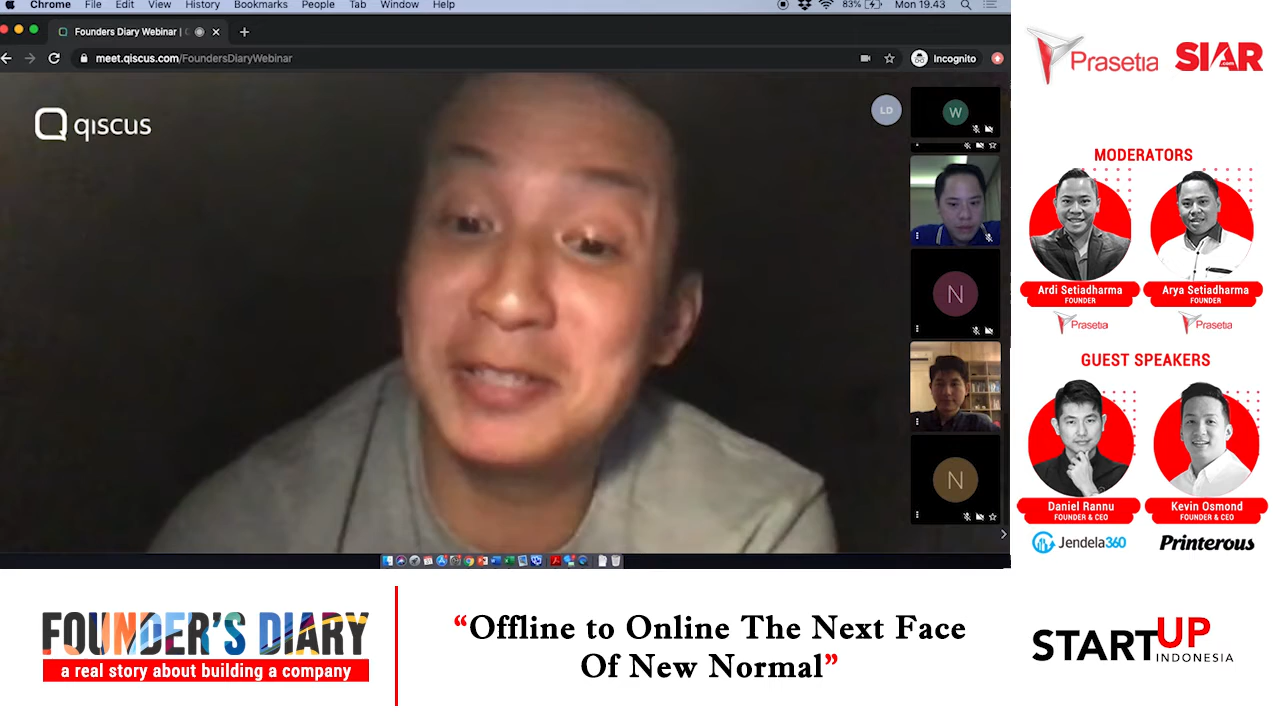 Chrome File Edit View History Bookmarks People Tab Window Help
83% Mon 19.43
Founders Diary Webinar |
meet.qiscus.com/FoundersDiaryWebinar
Incognito
qiscus
LD
W
N
N
Prasetia
SIAR
MODERATORS
Ardi Setiadharma
FOUNDER
Prasetia
Arya Setiadharma
FOUNDER
Prasetia
GUEST SPEAKERS
Daniel Rannu
FOUNDER & CEO
Jendela360
Kevin Osmond
FOUNDER & CEO
Printerous
FOUNDER'S DIARY
a real story about building a company
“Offline to Online The Next Face
Of New Normal”
STARTUP
INDONESIA